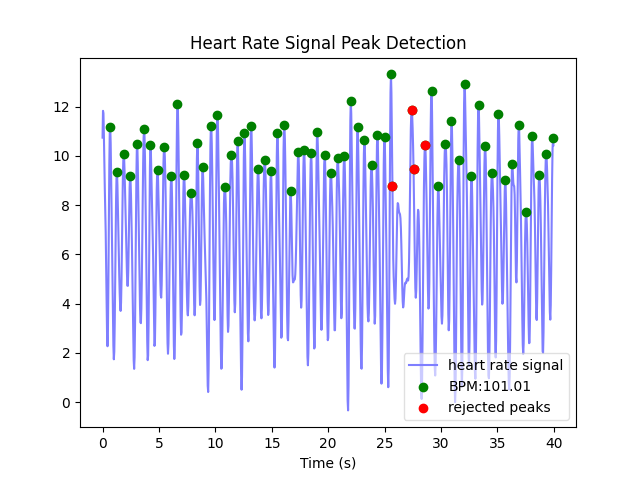 Heart Rate Signal Peak Detection
12
10
8
6
4
2
0
heart rate signal
BPM:101.01
rejected peaks
0 5 10 15 20 25 30 35 40
Time (s)